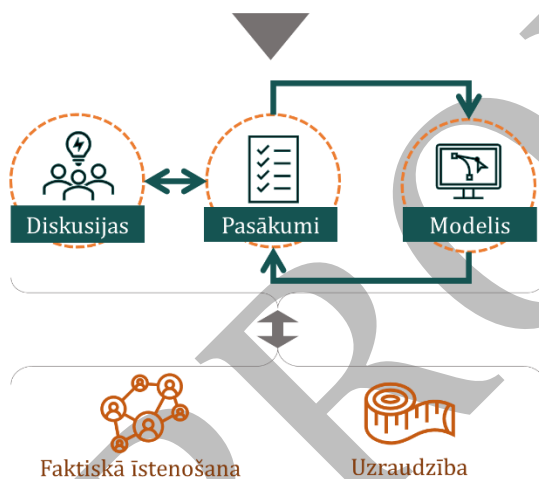 Diskusijas
Pasākumi
Modelis
Faktiskā īstenošana
Uzraudzība